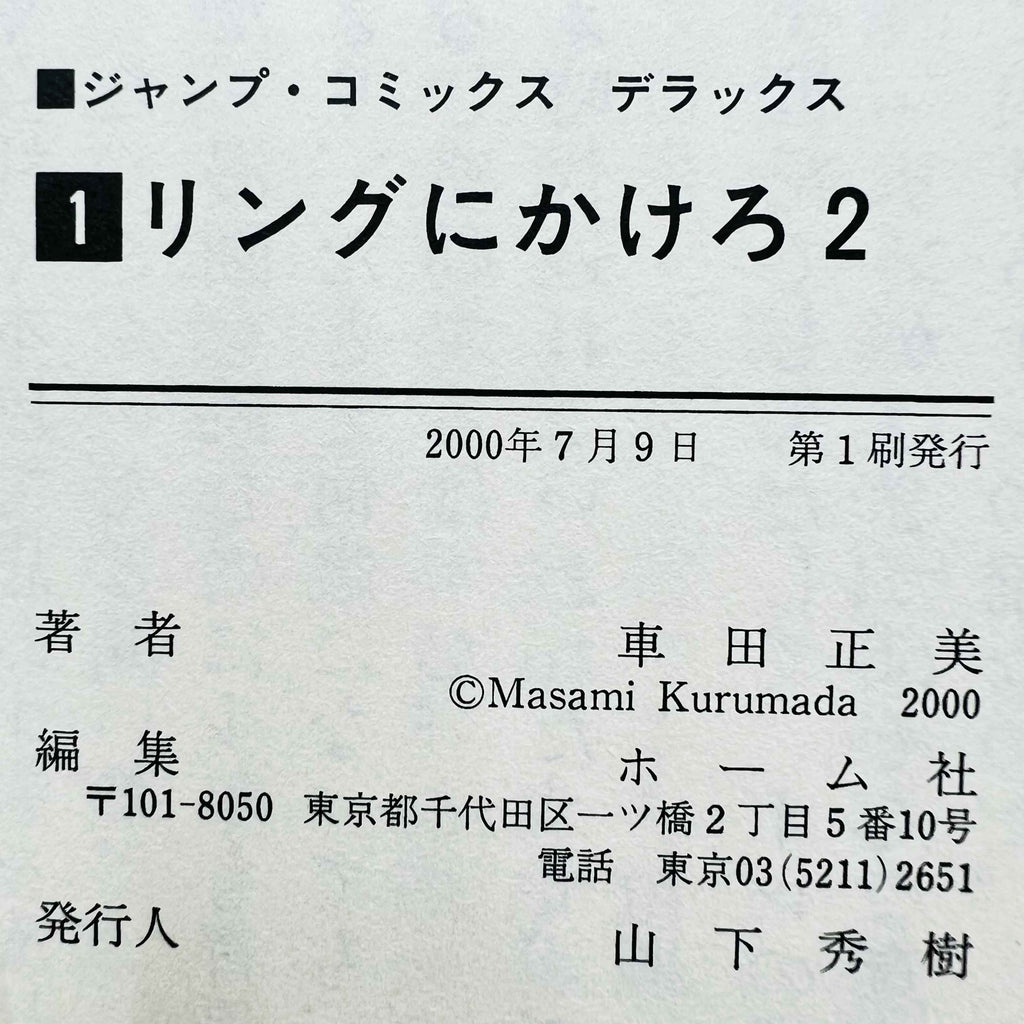 ■ジャンプ・コミックス　デラックス
1 リングにかけろ 2
2000年7月9日　第1刷発行
著者　車田正美
©Masami Kurumada 2000
編集　ホーム社
〒101-8050 東京都千代田区一ツ橋2丁目5番10号
電話　東京03(5211)2651
発行人　山下秀樹